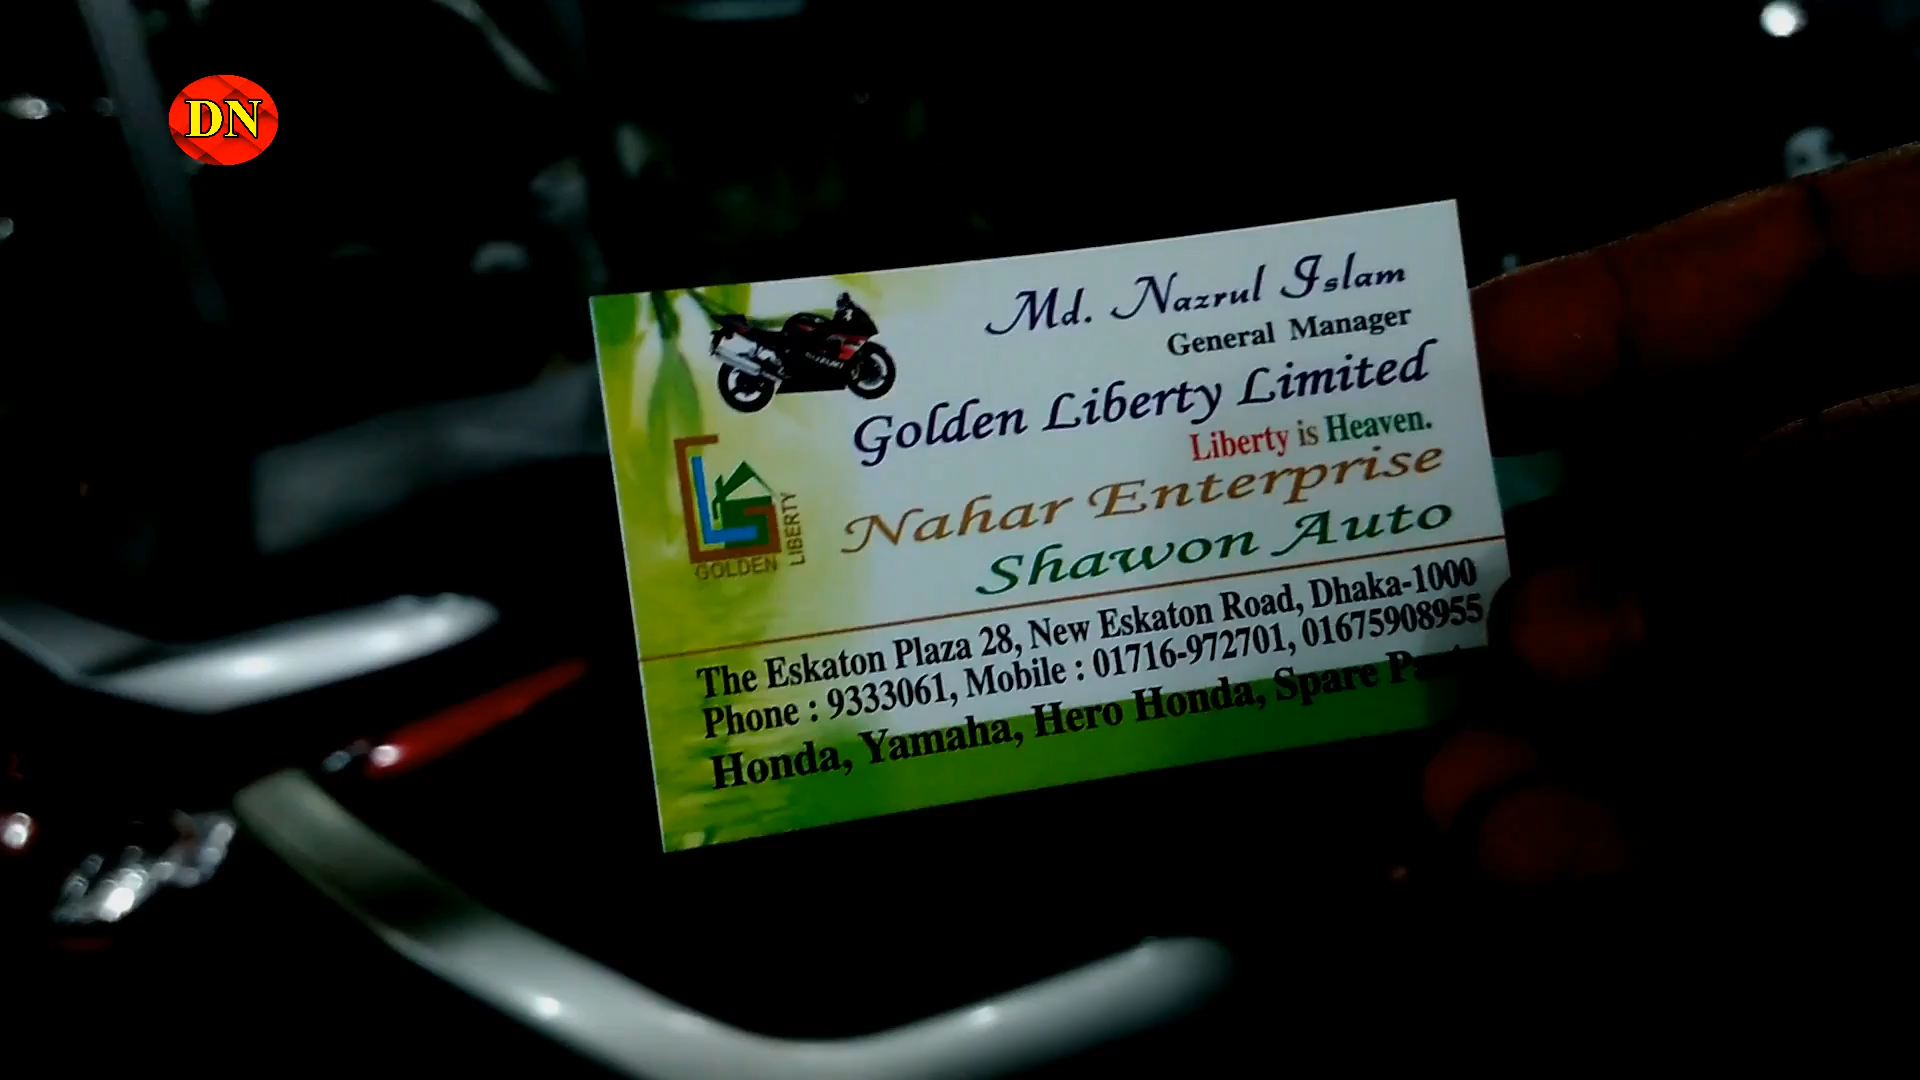 DN
Md. Nazrul Islam
General Manager
Golden Liberty Limited
Liberty is Heaven.
Nahar Enterprise
Shawon Auto
GOLDEN
LIBERTY
The Eskaton Plaza 28, New Eskaton Road, Dhaka-1000
Phone : 9333061, Mobile : 01716-972701, 01675908955
Honda, Yamaha, Hero Honda, Spare